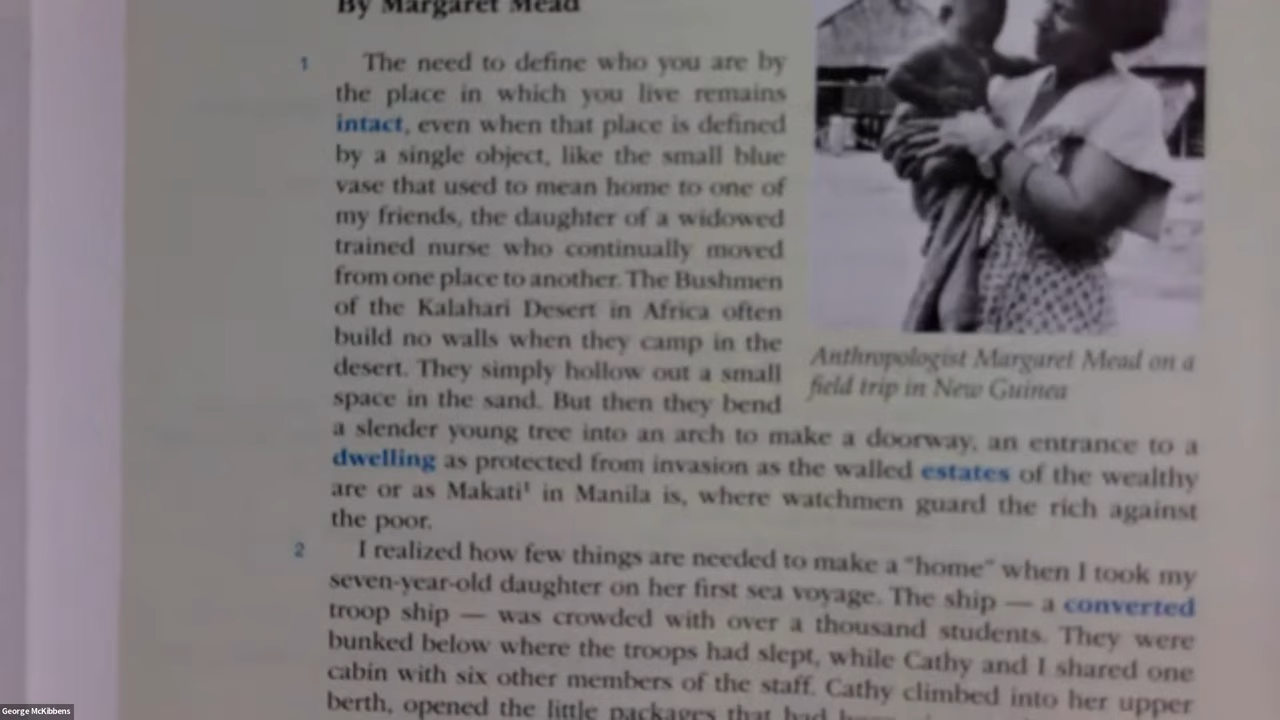 By Margaret Mead
1 The need to define who you are by
the place in which you live remains
intact, even when that place is defined
by a single object, like the small blue
vase that used to mean home to one of
my friends, the daughter of a widowed
trained nurse who continually moved
from one place to another. The Bushmen
of the Kalahari Desert in Africa often
build no walls when they camp in the
desert. They simply hollow out a small
space in the sand. But then they bend
a slender young tree into an arch to make a doorway, an entrance to a
dwelling as protected from invasion as the walled estates of the wealthy
are or as Makati¹ in Manila is, where watchmen guard the rich against
the poor.
Anthropologist Margaret Mead on a
field trip in New Guinea
2 I realized how few things are needed to make a "home" when I took my
seven-year-old daughter on her first sea voyage. The ship — a converted
troop ship — was crowded with over a thousand students. They were
bunked below where the troops had slept, while Cathy and I shared one
cabin with six other members of the staff. Cathy climbed into her upper
berth, opened the little packages that had
George McKibbens